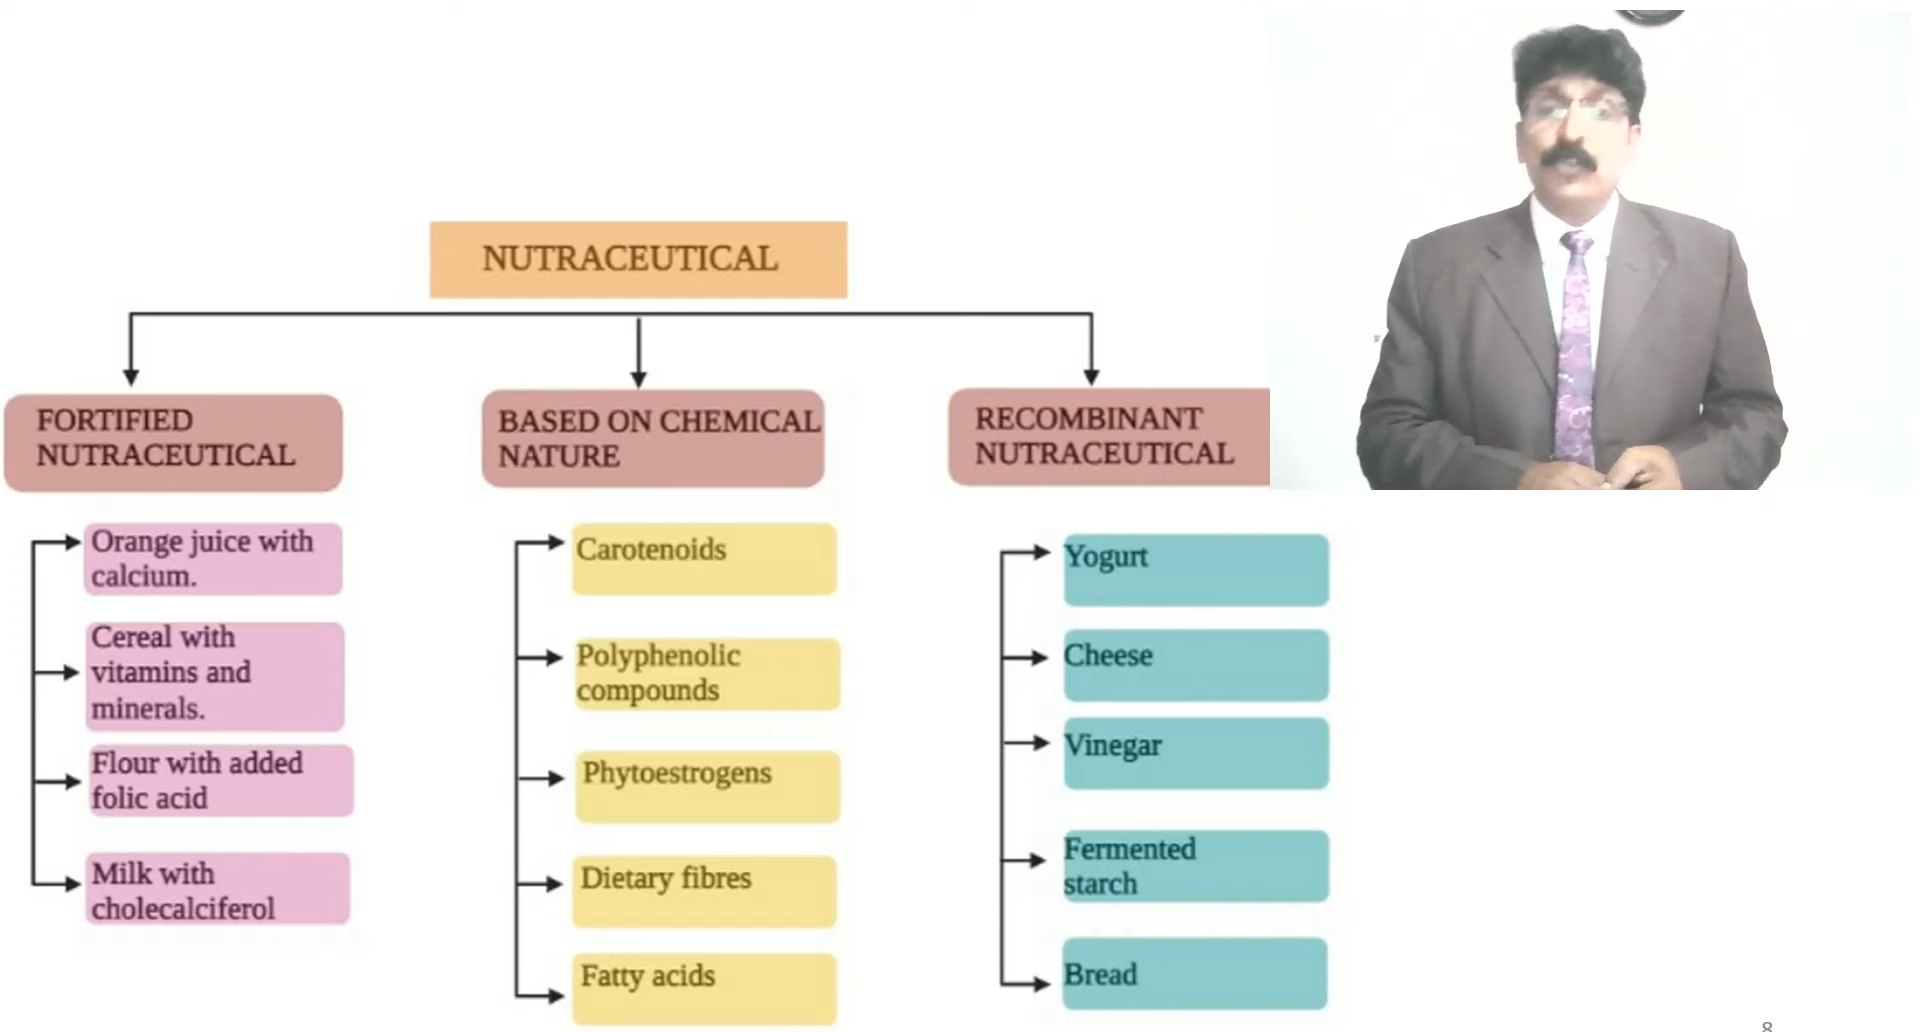 NUTRACEUTICAL
FORTIFIED
NUTRACEUTICAL
Orange juice with
calcium.
Cereal with
vitamins and
minerals.
Flour with added
folic acid
Milk with
cholecalciferol
BASED ON CHEMICAL
NATURE
Carotenoids
Polyphenolic
compounds
Phytoestrogens
Dietary fibres
Fatty acids
RECOMBINANT
NUTRACEUTICAL
Yogurt
Cheese
Vinegar
Fermented
starch
Bread
8